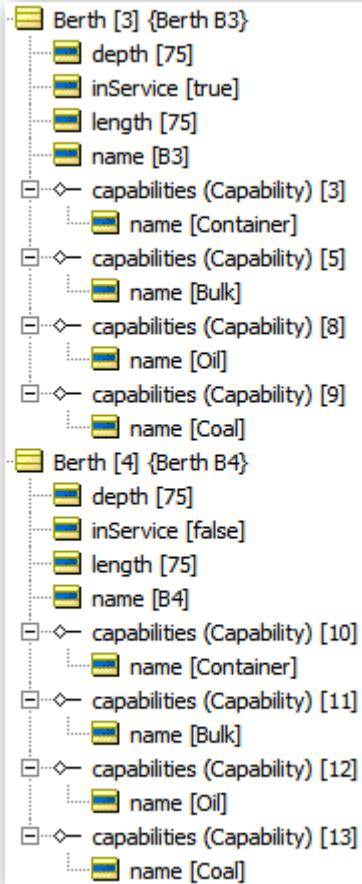 Berth [3] {Berth B3}
depth [75]
inService [true]
length [75]
name [B3]
capabilities (Capability) [3]
name [Container]
capabilities (Capability) [5]
name [Bulk]
capabilities (Capability) [8]
name [Oil]
capabilities (Capability) [9]
name [Coal]
Berth [4] {Berth B4}
depth [75]
inService [false]
length [75]
name [B4]
capabilities (Capability) [10]
name [Container]
capabilities (Capability) [11]
name [Bulk]
capabilities (Capability) [12]
name [Oil]
capabilities (Capability) [13]
name [Coal]